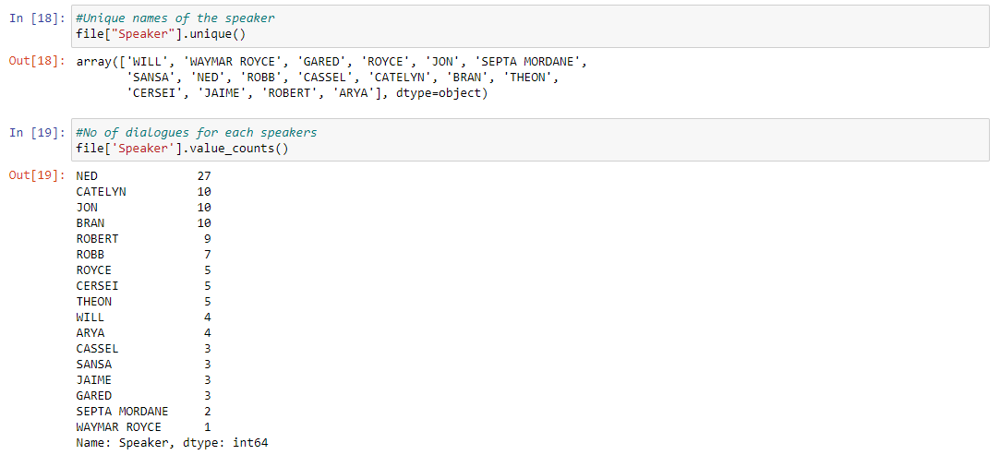 In [18]: #Unique names of the speaker
file["Speaker"].unique()
Out[18]: array(['WILL', 'WAYMAR ROYCE', 'GARED', 'ROYCE', 'JON', 'SEPTA MORDANE',
'SANSA', 'NED', 'ROBB', 'CASSEL', 'CATELYN', 'BRAN', 'THEON',
'CERSEI', 'JAIME', 'ROBERT', 'ARYA'], dtype=object)
In [19]: #No of dialogues for each speakers
file['Speaker'].value_counts()
Out[19]: NED 27
CATELYN 10
JON 10
BRAN 10
ROBERT 9
ROBB 7
ROYCE 5
CERSEI 5
THEON 5
WILL 4
ARYA 4
CASSEL 3
SANSA 3
JAIME 3
GARED 3
SEPTA MORDANE 2
WAYMAR ROYCE 1
Name: Speaker, dtype: int64